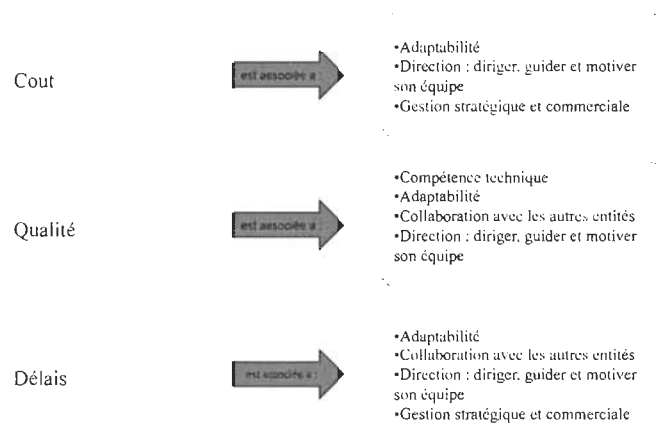 Cout
est associée a :
•Adaptabilité
•Direction : diriger, guider et motiver
son équipe
•Gestion stratégique et commerciale
Qualité
est associée a :
•Compétence technique
•Adaptabilité
•Collaboration avec les autres entités
•Direction : diriger, guider et motiver
son équipe
Délais
est associée a :
•Adaptabilité
•Collaboration avec les autres entités
•Direction : diriger, guider et motiver
son équipe
•Gestion stratégique et commerciale